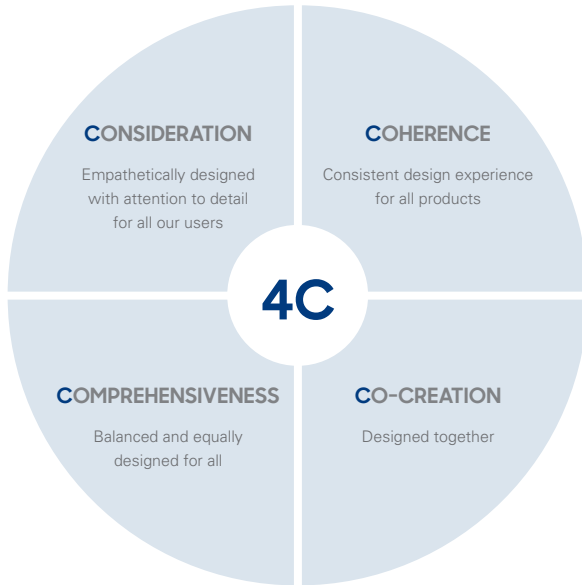 CONSIDERATION
Empathetically designed
with attention to detail
for all our users
COHERENCE
Consistent design experience
for all products
4C
COMPREHENSIVENESS
Balanced and equally
designed for all
CO-CREATION
Designed together